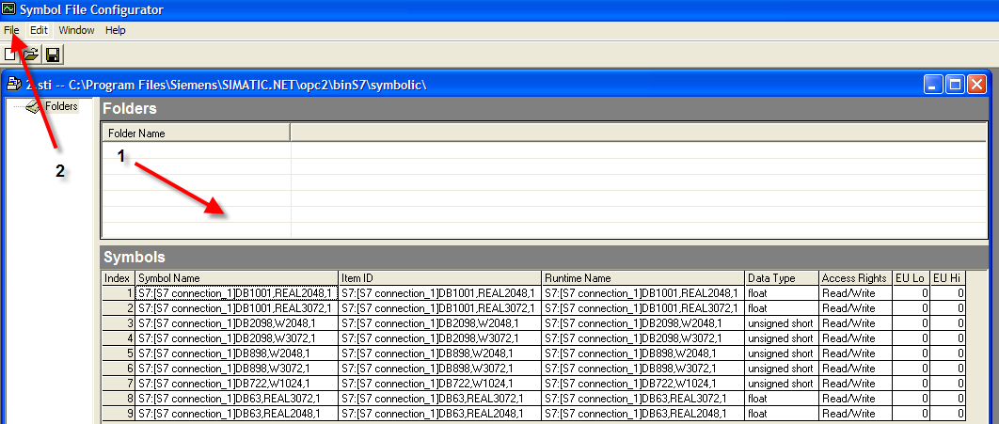 Symbol File Configurator
File Edit Window Help
2.sti -- C:\Program Files\Siemens\SIMATIC.NET\opc2\binS7\symbolic\
Folders
Folders
Folder Name
1
2
Symbols
Index Symbol Name Item ID Runtime Name Data Type Access Rights EU Lo EU Hi
1 S7:[S7 connection_1]DB1001,REAL2048,1 S7:[S7 connection_1]DB1001,REAL2048,1 S7:[S7 connection_1]DB1001,REAL2048,1 float Read/Write 0 0
2 S7:[S7 connection_1]DB1001,REAL3072,1 S7:[S7 connection_1]DB1001,REAL3072,1 S7:[S7 connection_1]DB1001,REAL3072,1 float Read/Write 0 0
3 S7:[S7 connection_1]DB2098,W2048,1 S7:[S7 connection_1]DB2098,W2048,1 S7:[S7 connection_1]DB2098,W2048,1 unsigned short Read/Write 0 0
4 S7:[S7 connection_1]DB2098,W3072,1 S7:[S7 connection_1]DB2098,W3072,1 S7:[S7 connection_1]DB2098,W3072,1 unsigned short Read/Write 0 0
5 S7:[S7 connection_1]DB898,W2048,1 S7:[S7 connection_1]DB898,W2048,1 S7:[S7 connection_1]DB898,W2048,1 unsigned short Read/Write 0 0
6 S7:[S7 connection_1]DB898,W3072,1 S7:[S7 connection_1]DB898,W3072,1 S7:[S7 connection_1]DB898,W3072,1 unsigned short Read/Write 0 0
7 S7:[S7 connection_1]DB722,W1024,1 S7:[S7 connection_1]DB722,W1024,1 S7:[S7 connection_1]DB722,W1024,1 unsigned short Read/Write 0 0
8 S7:[S7 connection_1]DB63,REAL3072,1 S7:[S7 connection_1]DB63,REAL3072,1 S7:[S7 connection_1]DB63,REAL3072,1 float Read/Write 0 0
9 S7:[S7 connection_1]DB63,REAL2048,1 S7:[S7 connection_1]DB63,REAL2048,1 S7:[S7 connection_1]DB63,REAL2048,1 float Read/Write 0 0